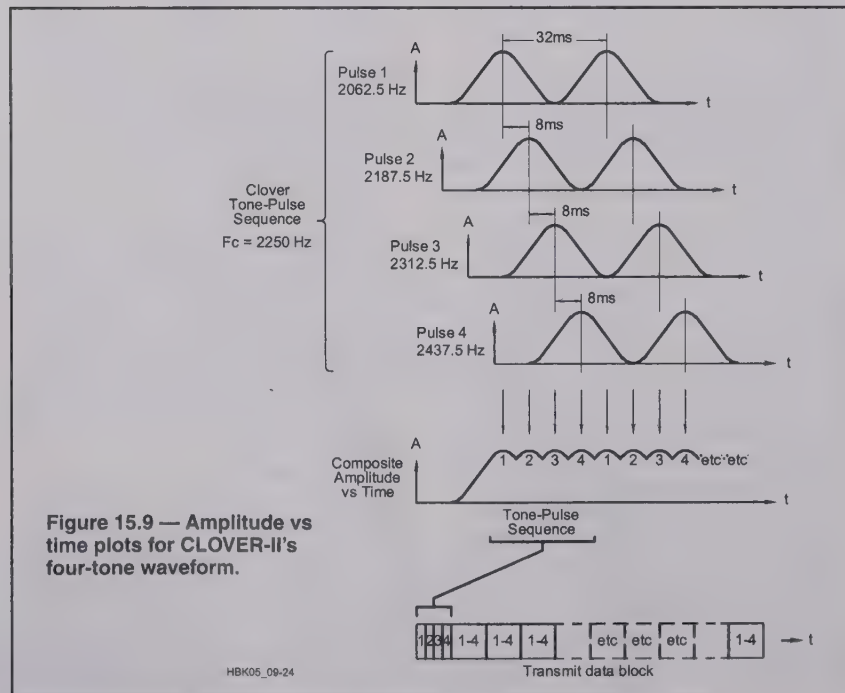 32ms
A
Pulse 1
2062.5 Hz
t
8ms
A
Pulse 2
2187.5 Hz
t
Clover
Tone-Pulse
Sequence
Fc = 2250 Hz
8ms
A
Pulse 3
2312.5 Hz
t
8ms
A
Pulse 4
2437.5 Hz
t
A
Composite
Amplitude
vs Time
1 2 3 4 1 2 3 4 etc etc
t
Tone-Pulse
Sequence
Figure 15.9 — Amplitude vs
time plots for CLOVER-II's
four-tone waveform.
1 2 3 4 1-4 1-4 1-4 etc etc etc 1-4 t
HBK05_09-24
Transmit data block